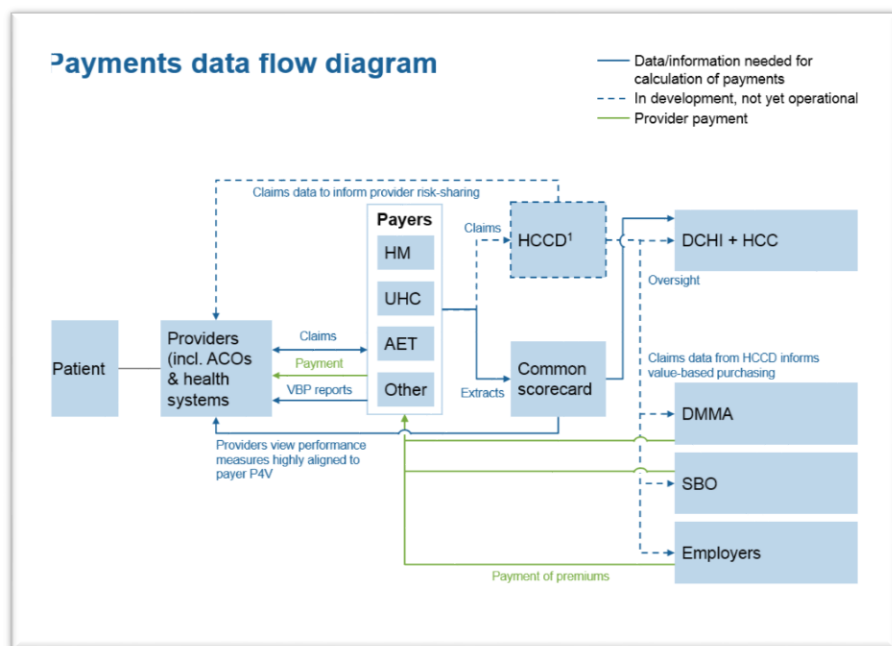 Payments data flow diagram
Data/information needed for
calculation of payments
In development, not yet operational
Provider payment
Claims data to inform provider risk-sharing
Payers
HM
UHC
AET
Other
Claims
HCCD¹
DCHI + HCC
Oversight
Patient
Providers
(incl. ACOs
& health
systems
Claims
Payment
VBP reports
Extracts
Common
scorecard
Claims data from HCCD informs
value-based purchasing
DMMA
Providers view performance
measures highly aligned to
payer P4V
SBO
Employers
Payment of premiums